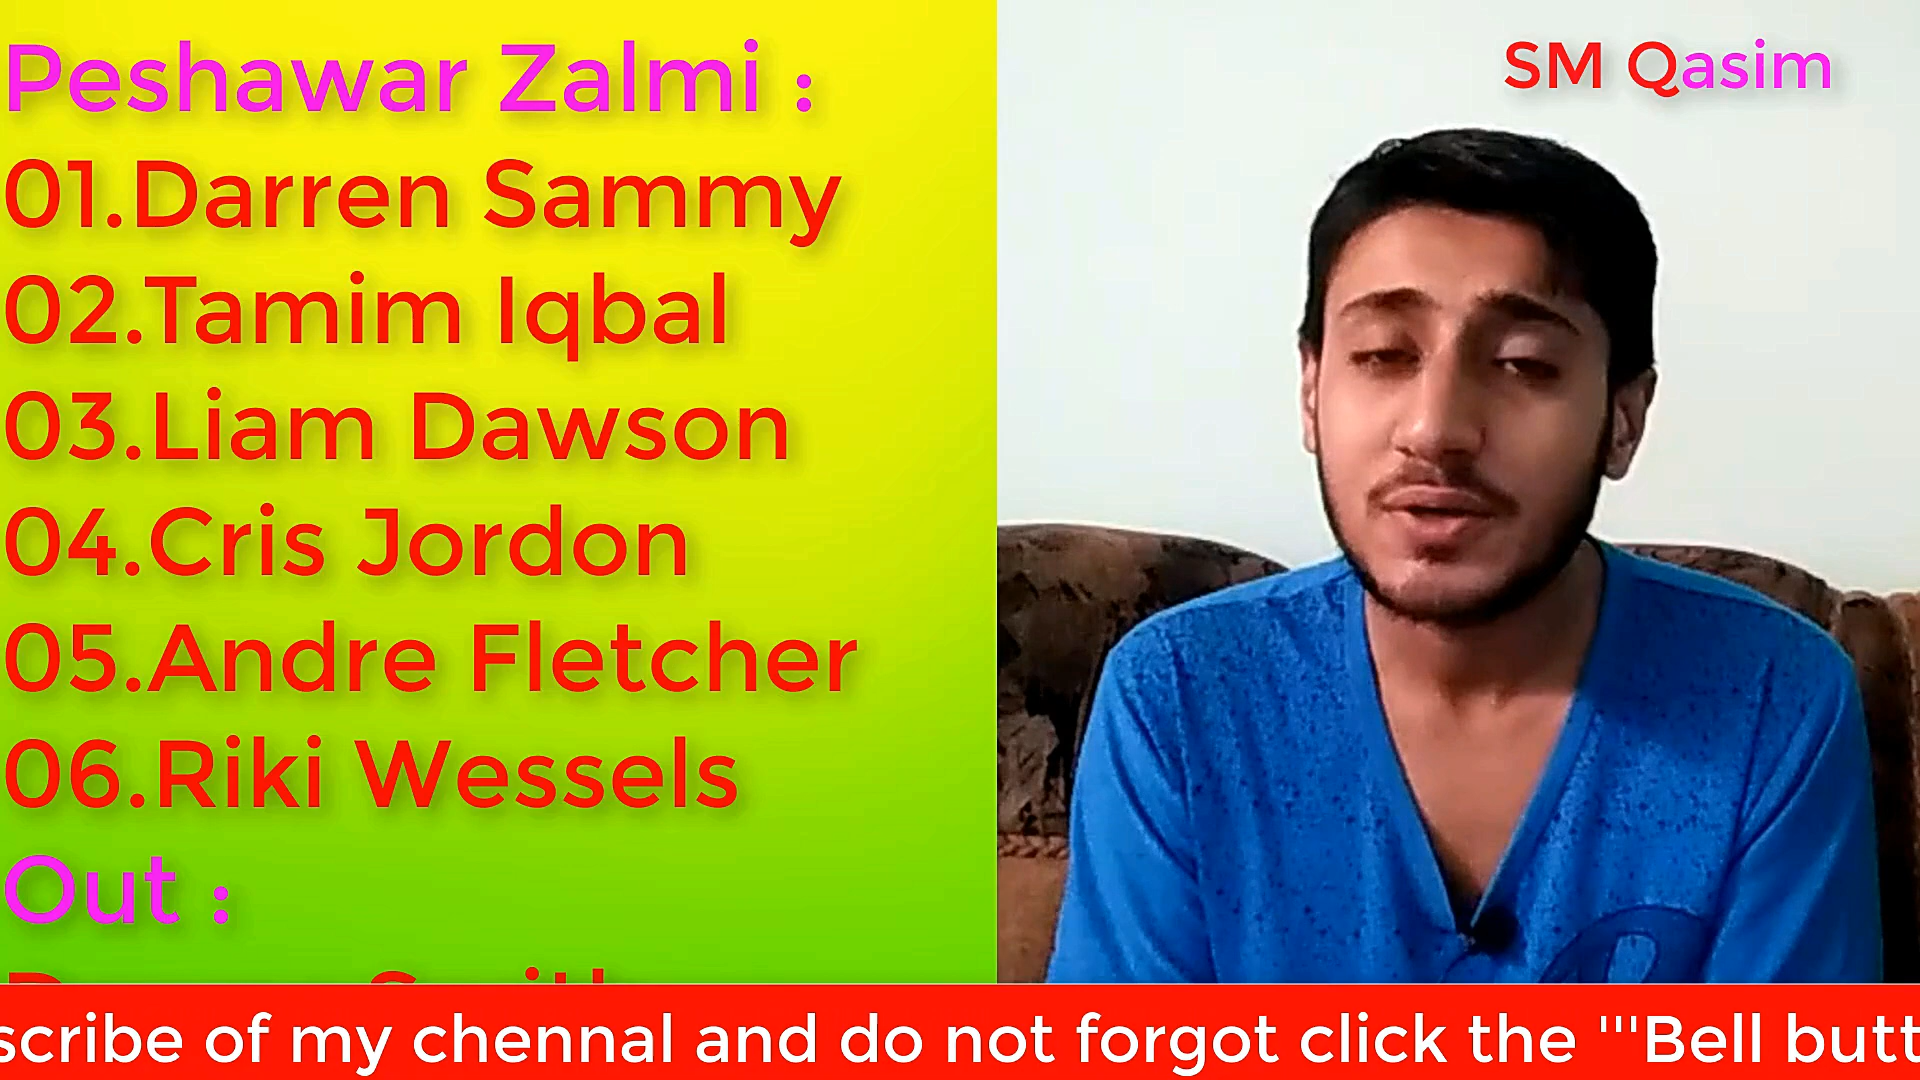 Peshawar Zalmi :
01.Darren Sammy
02.Tamim Iqbal
03.Liam Dawson
04.Cris Jordon
05.Andre Fletcher
06.Riki Wessels
Out :
SM Qasim
scribe of my chennal and do not forgot click the '''Bell butt